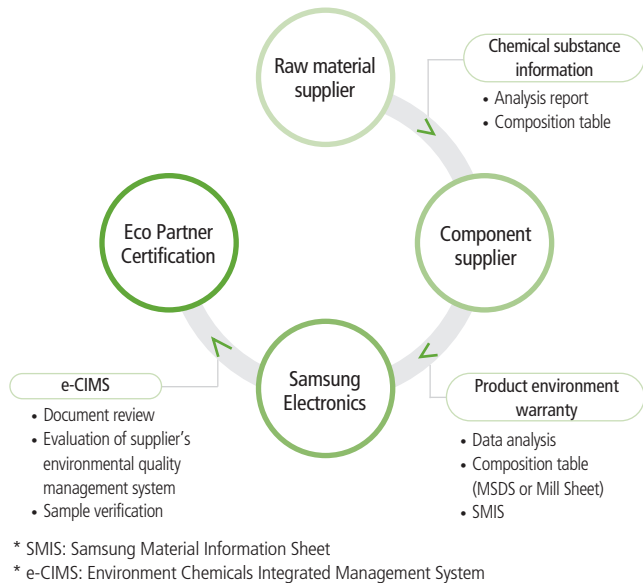 Raw material
supplier
Chemical substance
information
• Analysis report
• Composition table
Eco Partner
Certification
Component
supplier
e-CIMS
• Document review
• Evaluation of supplier's
environmental quality
management system
• Sample verification
Samsung
Electronics
Product environment
warranty
• Data analysis
• Composition table
(MSDS or Mill Sheet)
• SMIS
* SMIS: Samsung Material Information Sheet
* e-CIMS: Environment Chemicals Integrated Management System